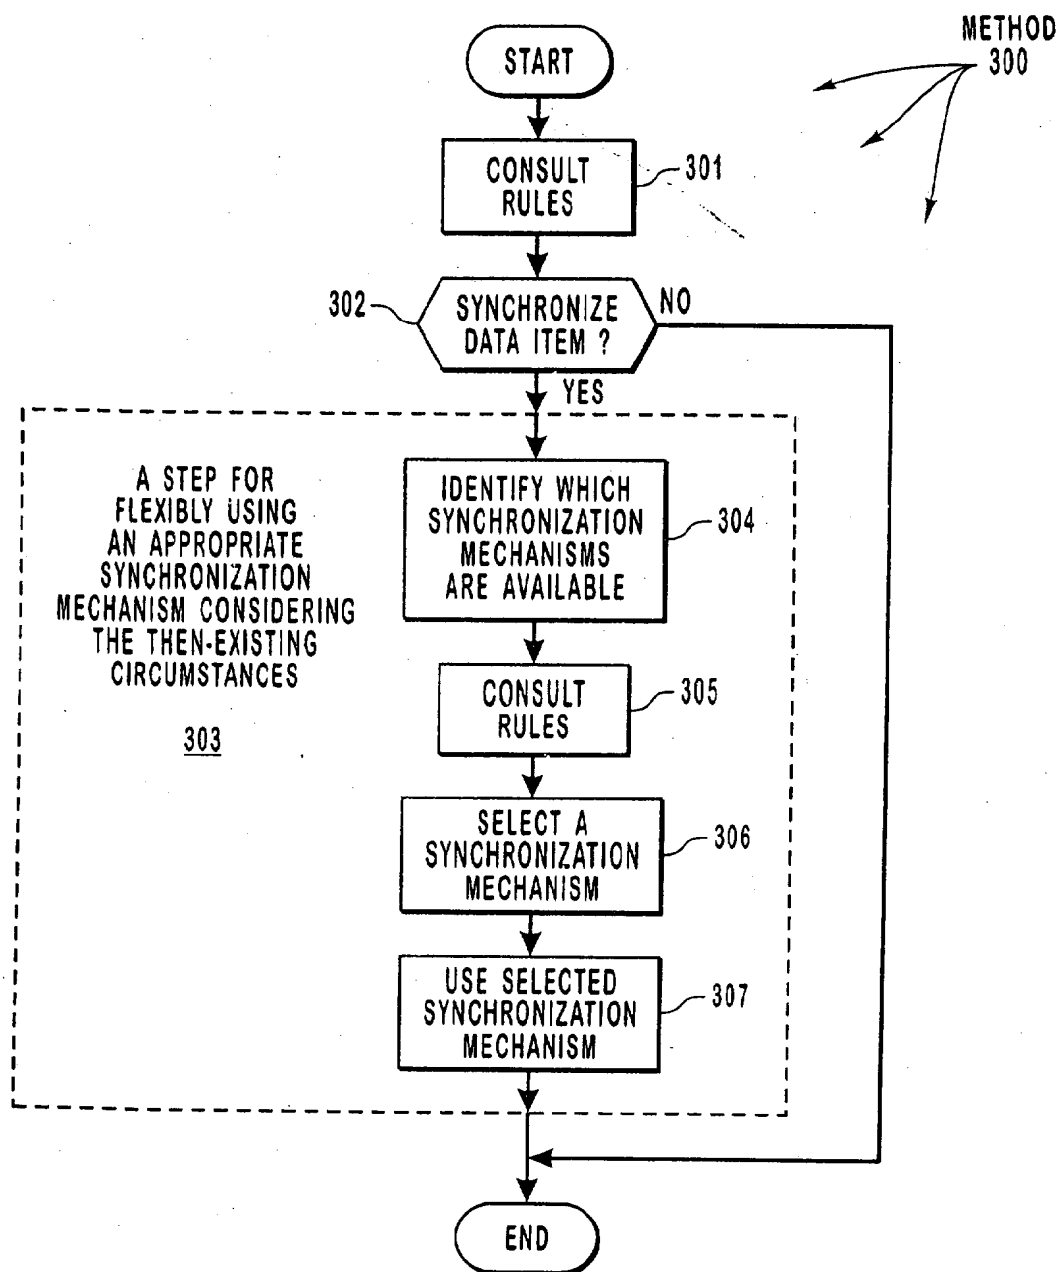 METHOD
300
START
CONSULT
RULES
301
302
SYNCHRONIZE
DATA ITEM ?
NO
YES
A STEP FOR
FLEXIBLY USING
AN APPROPRIATE
SYNCHRONIZATION
MECHANISM CONSIDERING
THE THEN-EXISTING
CIRCUMSTANCES
303
IDENTIFY WHICH
SYNCHRONIZATION
MECHANISMS
ARE AVAILABLE
304
CONSULT
RULES
305
SELECT A
SYNCHRONIZATION
MECHANISM
306
USE SELECTED
SYNCHRONIZATION
MECHANISM
307
END